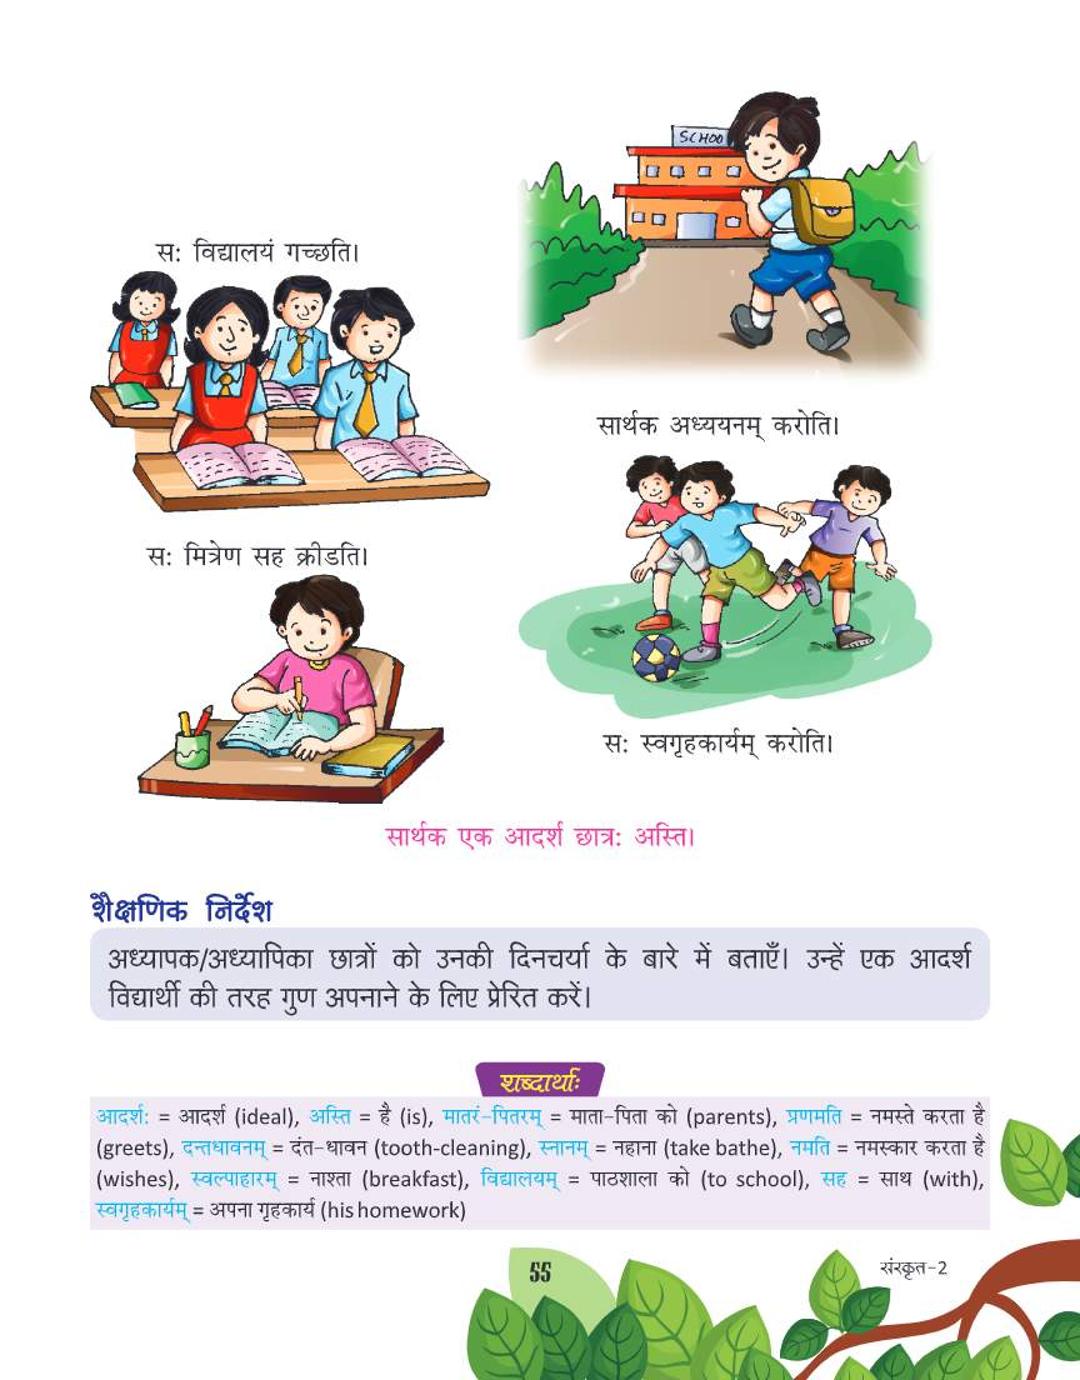 SCHOO
सः विद्यालयं गच्छति।
सार्थक अध्ययनम् करोति।
सः मित्रेण सह क्रीडति।
सः स्वगृहकार्यम् करोति।
सार्थक एक आदर्श छात्रः अस्ति।
शैक्षणिक निर्देश
अध्यापक/अध्यापिका छात्रों को उनकी दिनचर्या के बारे में बताएँ। उन्हें एक आदर्श
विद्यार्थी की तरह गुण अपनाने के लिए प्रेरित करें।
शब्दार्थाः
आदर्शः = आदर्श (ideal), अस्ति = है (is), मातरं-पितरम् = माता-पिता को (parents), प्रणमति = नमस्ते करता है
(greets), दन्तधावनम् = दंत-धावन (tooth-cleaning), स्नानम् = नहाना (take bathe), नमति = नमस्कार करता है
(wishes), स्वल्पाहारम् = नाश्ता (breakfast), विद्यालयम् = पाठशाला को (to school), सह = साथ (with),
स्वगृहकार्यम् = अपना गृहकार्य (his homework)
55
संस्कृत-2